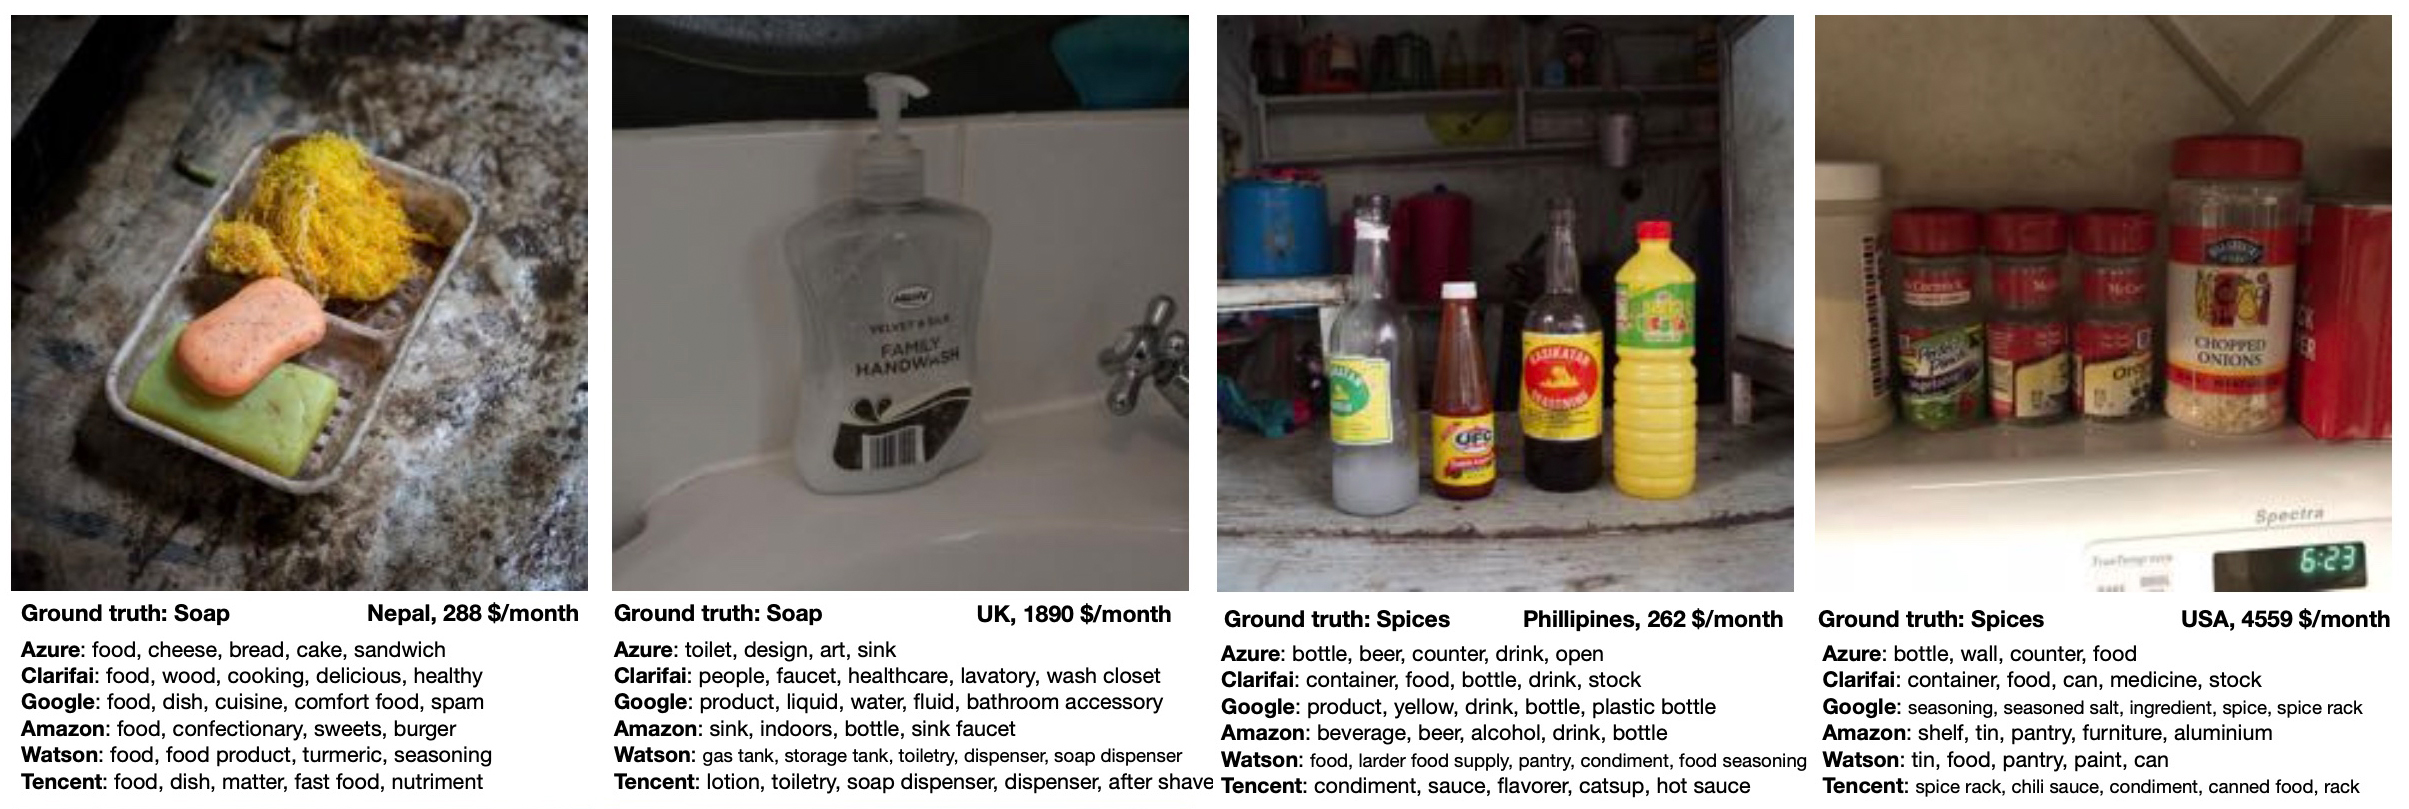 VELVET & SILK
FAMILY
HANDWASH
UFC
CHOPPED
ONIONS
Spectra
6:23
Ground truth: Soap Nepal, 288 $/month
Azure: food, cheese, bread, cake, sandwich
Clarifai: food, wood, cooking, delicious, healthy
Google: food, dish, cuisine, comfort food, spam
Amazon: food, confectionary, sweets, burger
Watson: food, food product, turmeric, seasoning
Tencent: food, dish, matter, fast food, nutriment
Ground truth: Soap UK, 1890 $/month
Azure: toilet, design, art, sink
Clarifai: people, faucet, healthcare, lavatory, wash closet
Google: product, liquid, water, fluid, bathroom accessory
Amazon: sink, indoors, bottle, sink faucet
Watson: gas tank, storage tank, toiletry, dispenser, soap dispenser
Tencent: lotion, toiletry, soap dispenser, dispenser, after shave
Ground truth: Spices Phillipines, 262 $/month
Azure: bottle, beer, counter, drink, open
Clarifai: container, food, bottle, drink, stock
Google: product, yellow, drink, bottle, plastic bottle
Amazon: beverage, beer, alcohol, drink, bottle
Watson: food, larder food supply, pantry, condiment, food seasoning
Tencent: condiment, sauce, flavorer, catsup, hot sauce
Ground truth: Spices USA, 4559 $/month
Azure: bottle, wall, counter, food
Clarifai: container, food, can, medicine, stock
Google: seasoning, seasoned salt, ingredient, spice, spice rack
Amazon: shelf, tin, pantry, furniture, aluminium
Watson: tin, food, pantry, paint, can
Tencent: spice rack, chili sauce, condiment, canned food, rack